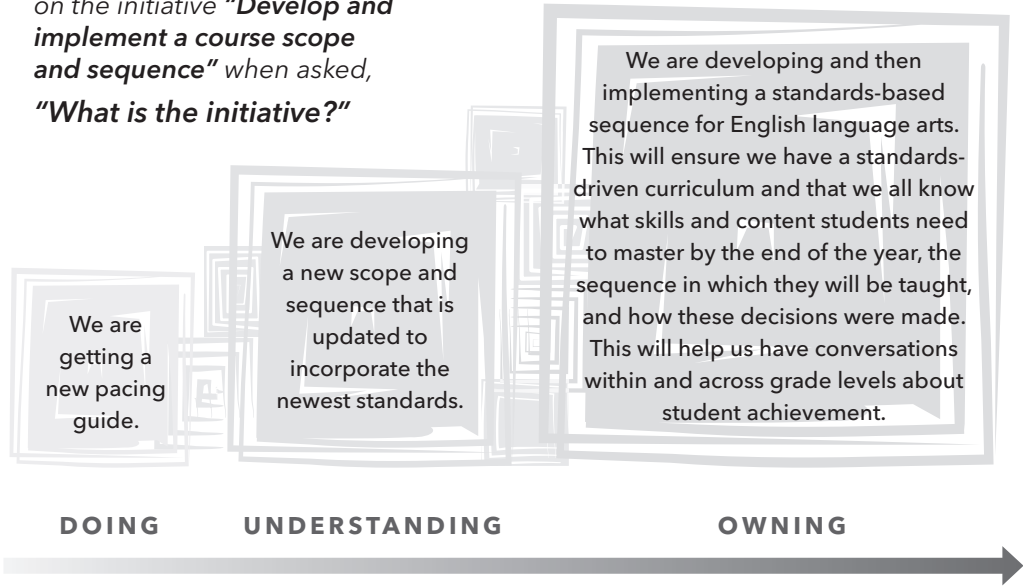 on the initiative “Develop and
implement a course scope
and sequence” when asked,
“What is the initiative?”
We are
getting a
new pacing
guide.
We are developing
a new scope and
sequence that is
updated to
incorporate the
newest standards.
We are developing and then
implementing a standards-based
sequence for English language arts.
This will ensure we have a standards-
driven curriculum and that we all know
what skills and content students need
to master by the end of the year, the
sequence in which they will be taught,
and how these decisions were made.
This will help us have conversations
within and across grade levels about
student achievement.
DOING
UNDERSTANDING
OWNING